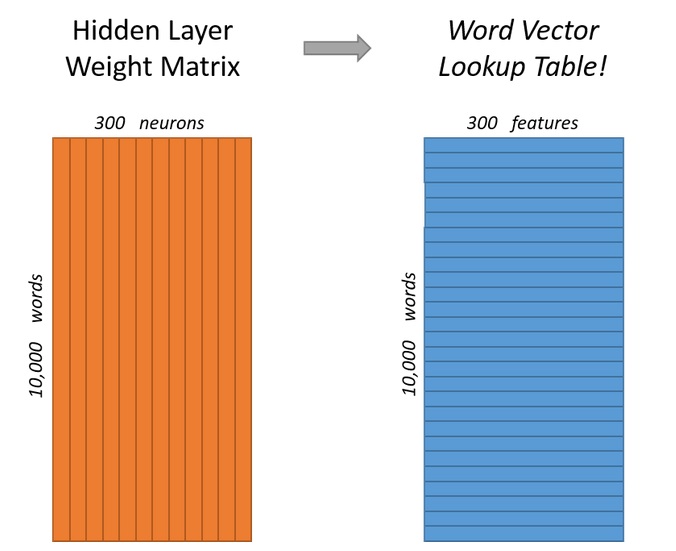 Hidden Layer
Weight Matrix
Word Vector
Lookup Table!
300 neurons
300 features
10,000 words
10,000 words